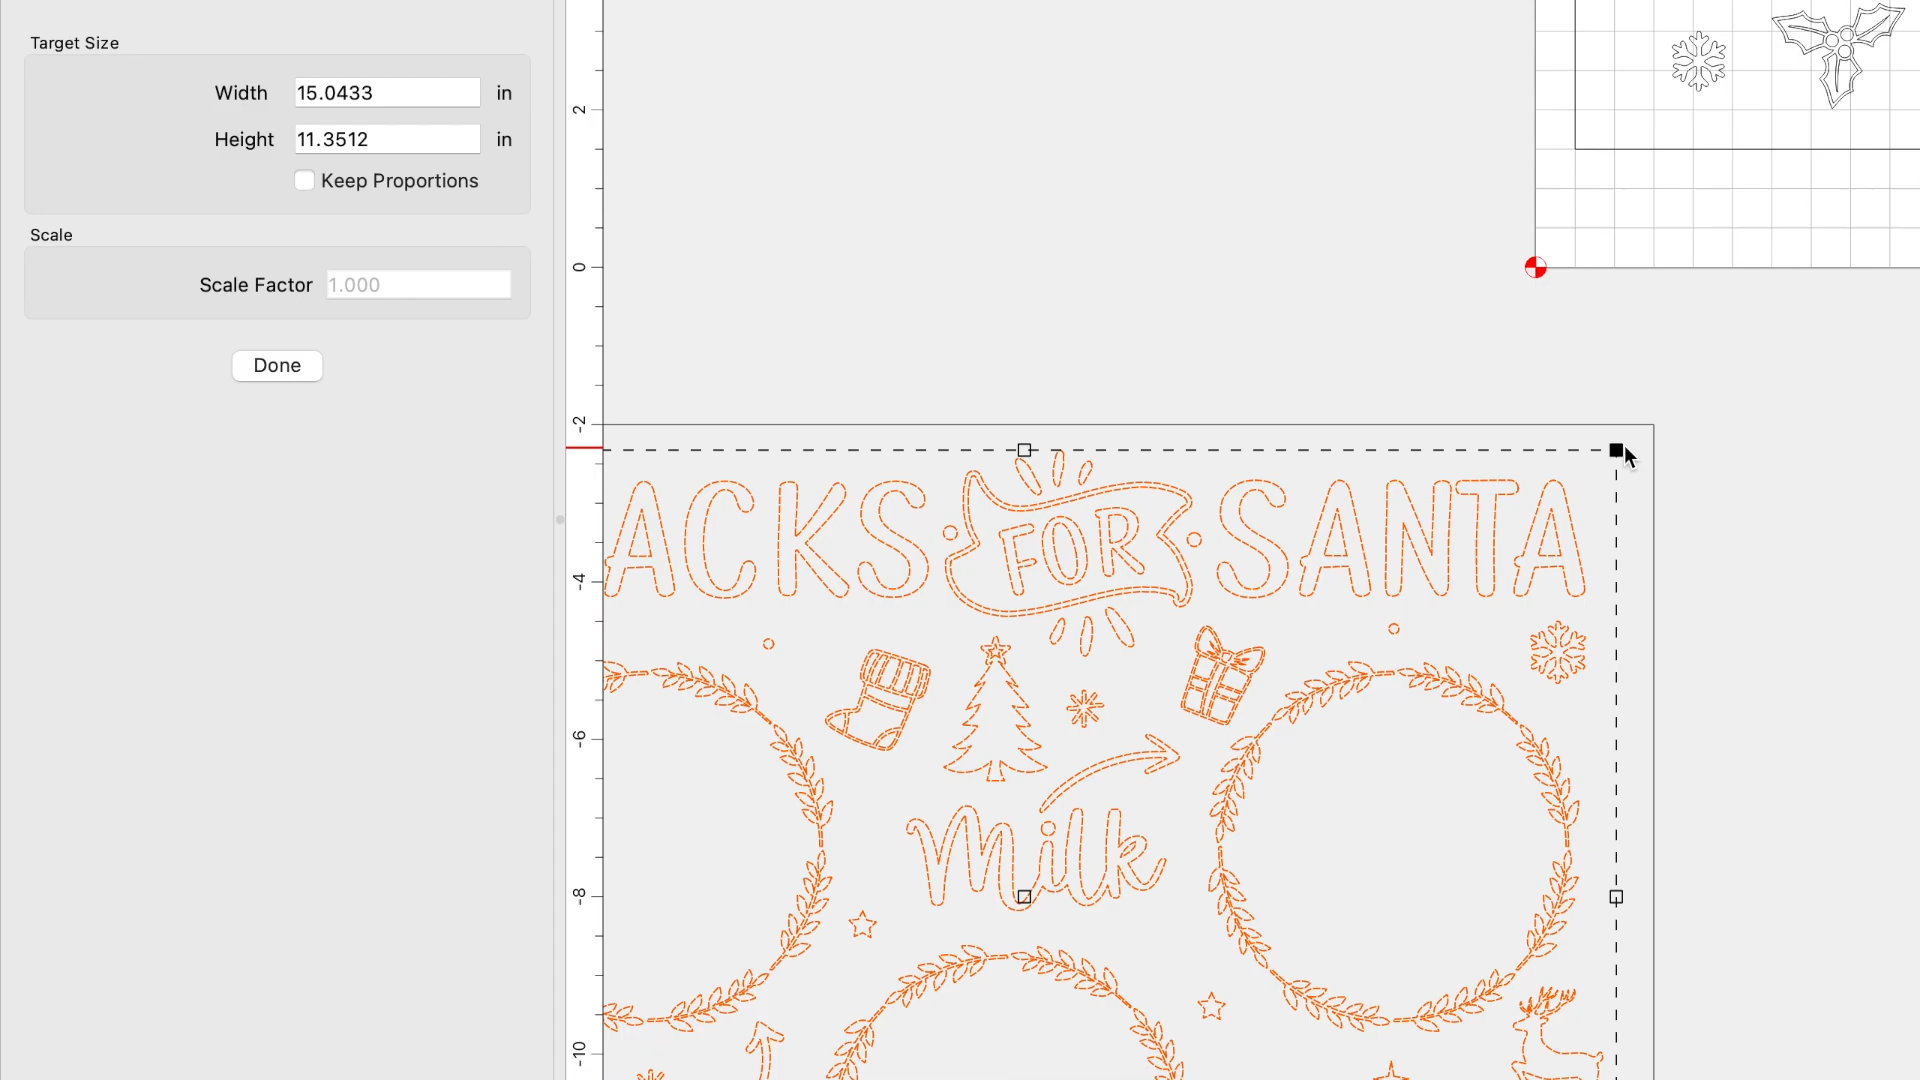 Target Size
Width 15.0433 in
Height 11.3512 in
Keep Proportions
Scale
Scale Factor 1.000
Done
2
0
-2
-4
-6
-8
-10
ACKS FOR SANTA
Milk